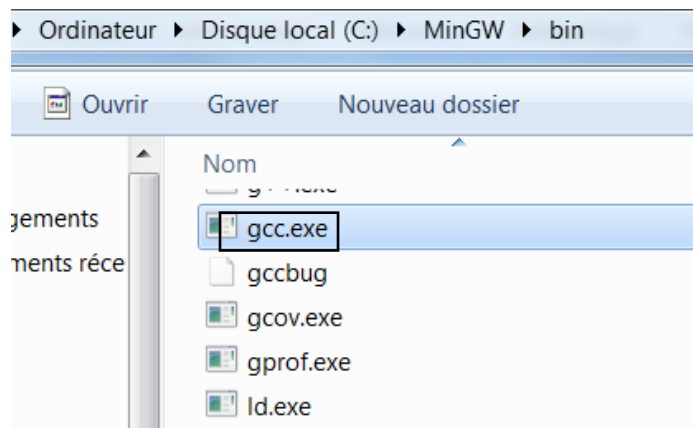 Ordinateur ▸ Disque local (C:) ▸ MinGW ▸ bin
Ouvrir Graver Nouveau dossier
Nom
gements
gcc.exe
ments réce
gccbug
gcov.exe
gprof.exe
ld.exe